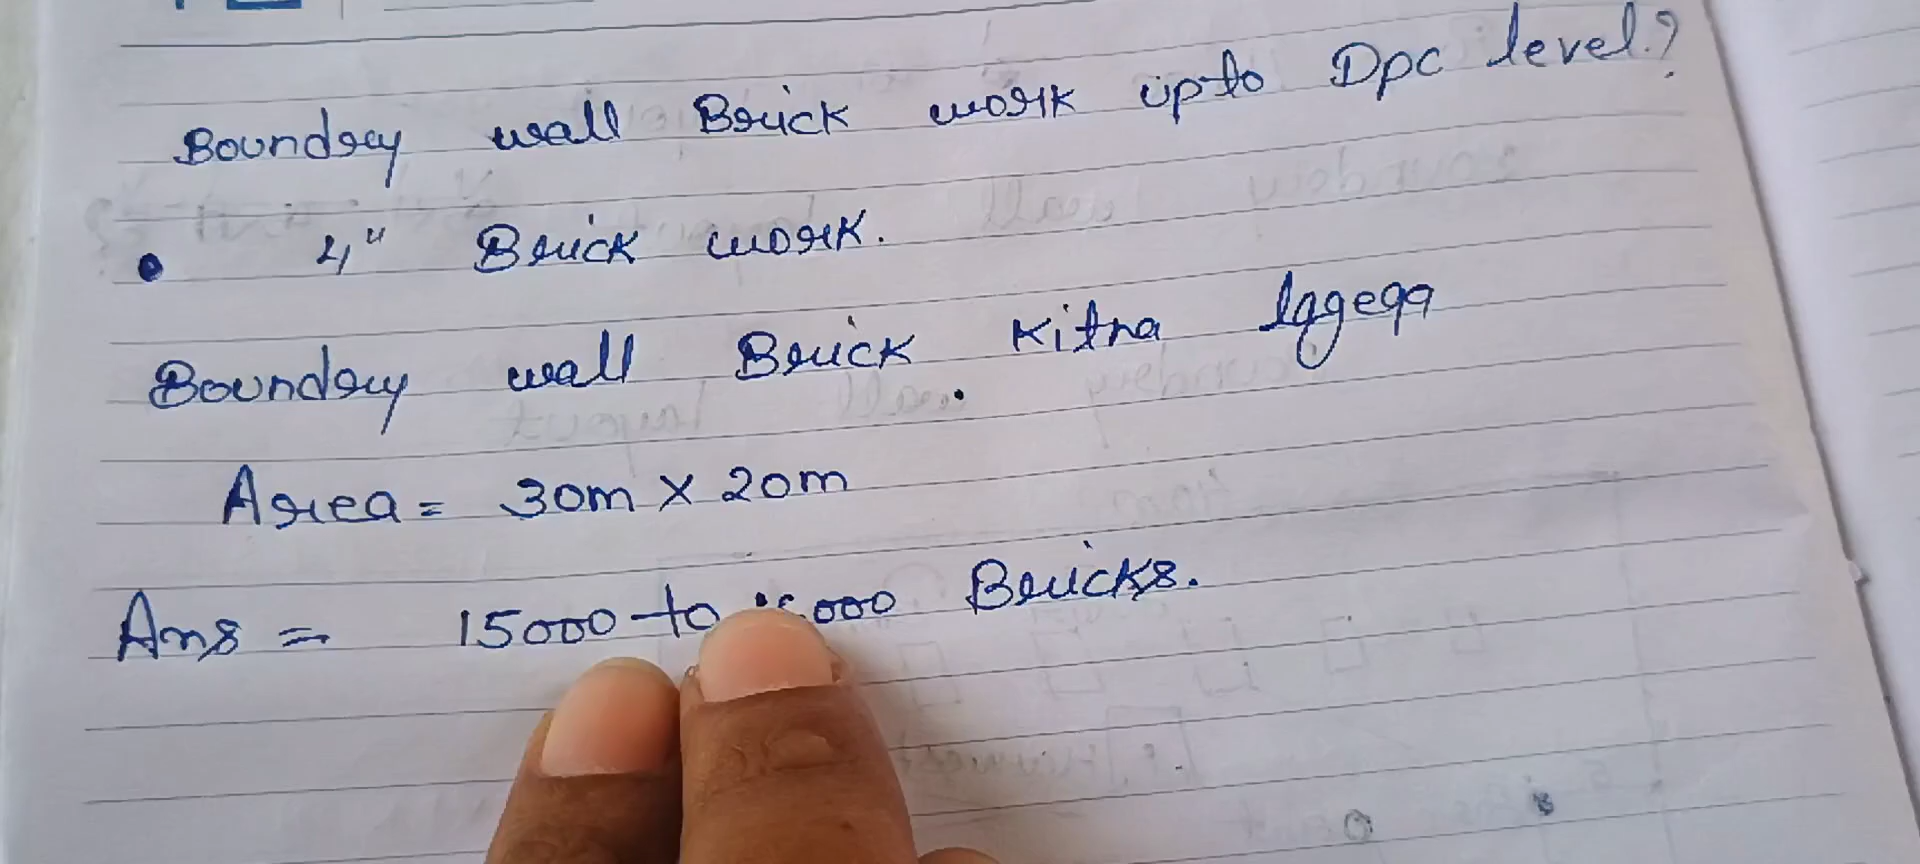 Boundry wall Brick work upto Dpc level.?
• 4" Brick work.
Boundry wall Brick Kitna lagega
Area = 30m x 20m
Ans = 15000 to 000 Bricks.